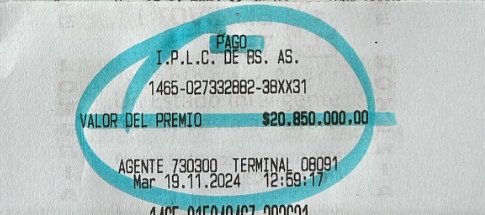 PAGO
I.P.L.C. DE BS. AS.
1465-027332882-38XX31
VALOR DEL PREMIO $20.850.000,00
AGENTE 730300 TERMINAL 08091
Mar 19.11.2024 12:59:17